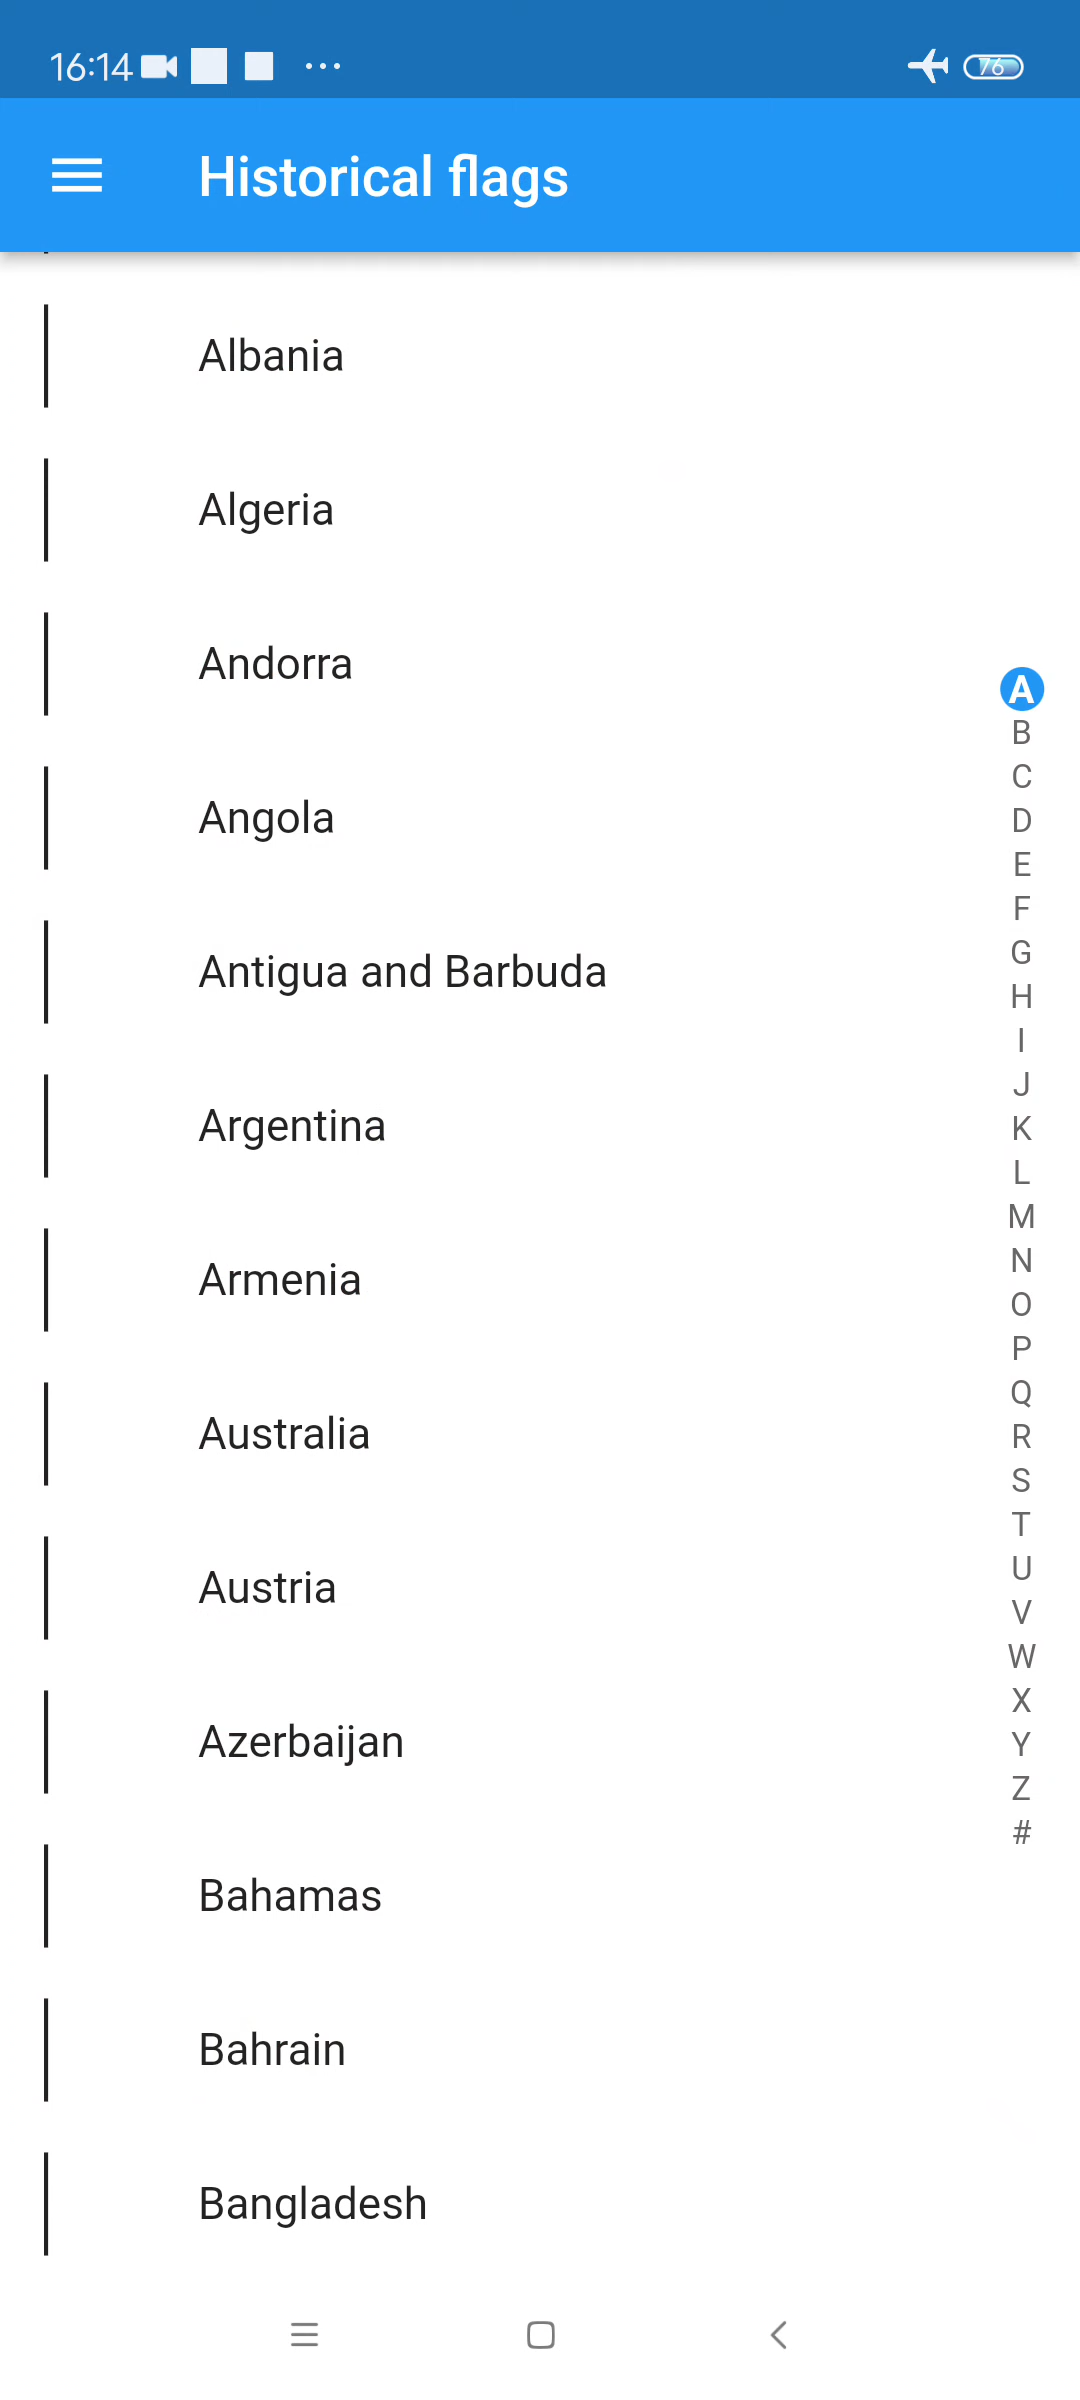 16:14
76
Historical flags
Albania
Algeria
Andorra
Angola
Antigua and Barbuda
Argentina
Armenia
Australia
Austria
Azerbaijan
Bahamas
Bahrain
Bangladesh
A
B
C
D
E
F
G
H
I
J
K
L
M
N
O
P
Q
R
S
T
U
V
W
X
Y
Z
#